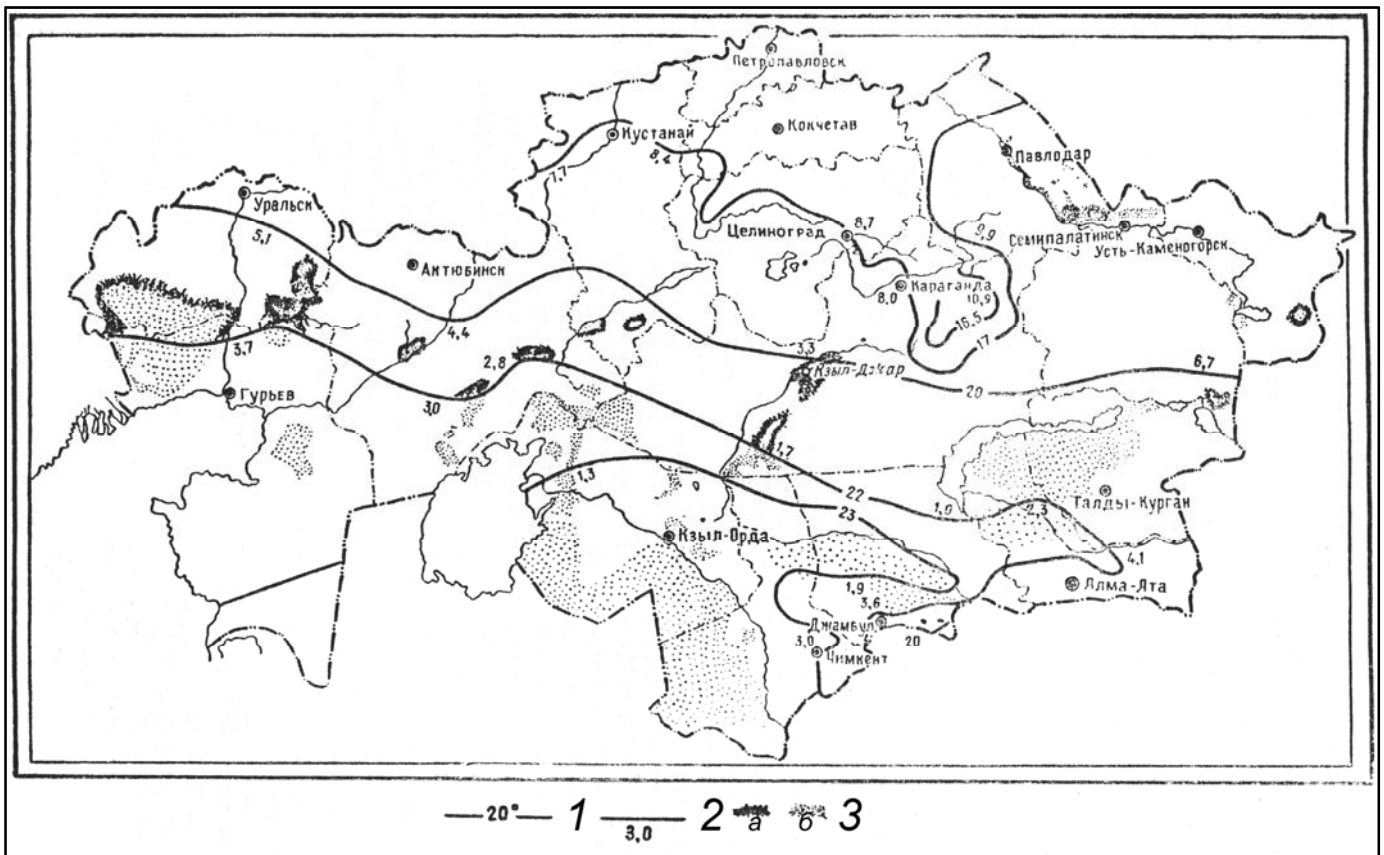 Петропавловск
Кокчетав
Кустанай
8,4
7,7
Павлодар
Уральск
5,1
Целиноград
8,7
9,9
Семипалатинск
Усть-Каменогорск
Актюбинск
Караганда
8,0
10,9
16,5
17
4,4
3,7
2,8
3,3
Кзыл-Джар
20
6,7
Гурьев
3,0
1,7
1,3
22
1,0
2,3
Талды-Курган
23
Кзыл-Орда
4,1
Алма-Ата
1,9
3,6
Джамбул
3,0
20
Чимкент
20° 1 3,0 2 а б 3